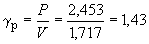 γp = P/V = 2,453/1,717 = 1,43